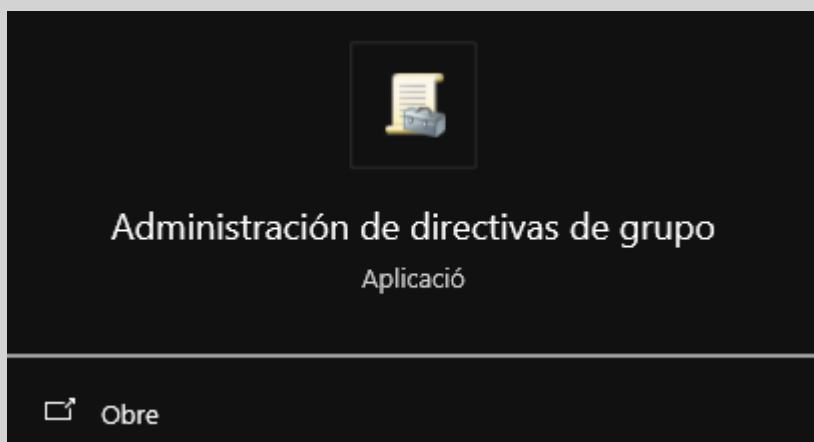 Administración de directivas de grupo
Aplicació
Obre